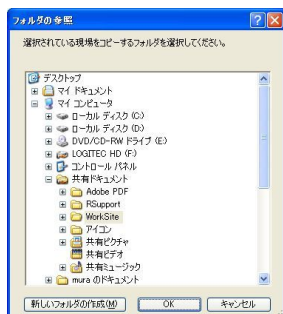 フォルダの参照
選択されている現場をコピーするフォルダを選択してください。
デスクトップ
マイ ドキュメント
マイ コンピュータ
ローカル ディスク (C:)
ローカル ディスク (D:)
DVD/CD-RW ドライブ (E:)
LOGITEC HD (F:)
コントロール パネル
共有ドキュメント
Adobe PDF
RSupport
WorkSite
アイコン
共有ピクチャ
共有ビデオ
共有ミュージック
mura のドキュメント
新しいフォルダの作成(M)
OK
キャンセル